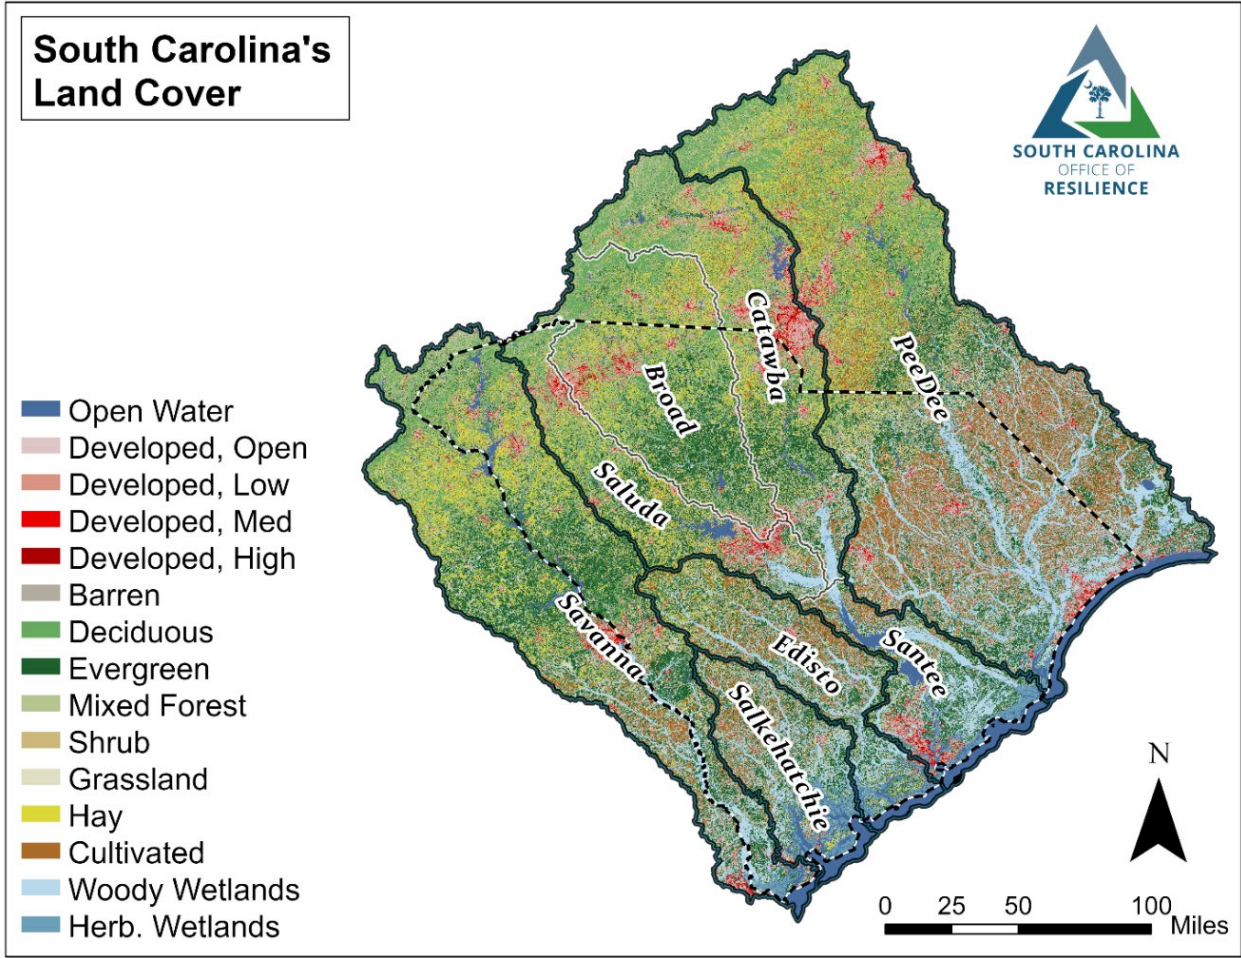 South Carolina's
Land Cover
SOUTH CAROLINA
OFFICE OF
RESILIENCE
Catawba
PeeDee
Broad
Saluda
Savanna
Edisto
Santee
Salkehatchie
Open Water
Developed, Open
Developed, Low
Developed, Med
Developed, High
Barren
Deciduous
Evergreen
Mixed Forest
Shrub
Grassland
Hay
Cultivated
Woody Wetlands
Herb. Wetlands
N
0 25 50 100
Miles